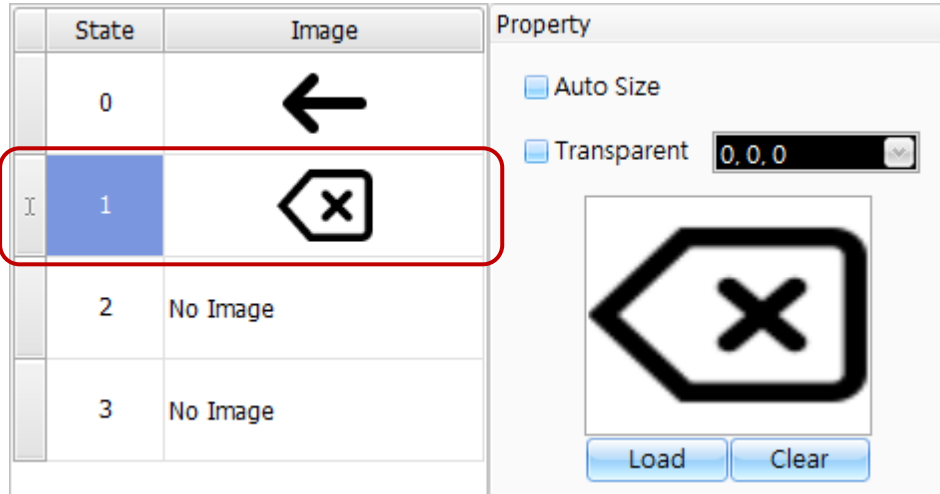 State Image
0
1
2 No Image
3 No Image
Property
Auto Size
Transparent 0, 0, 0
Load Clear